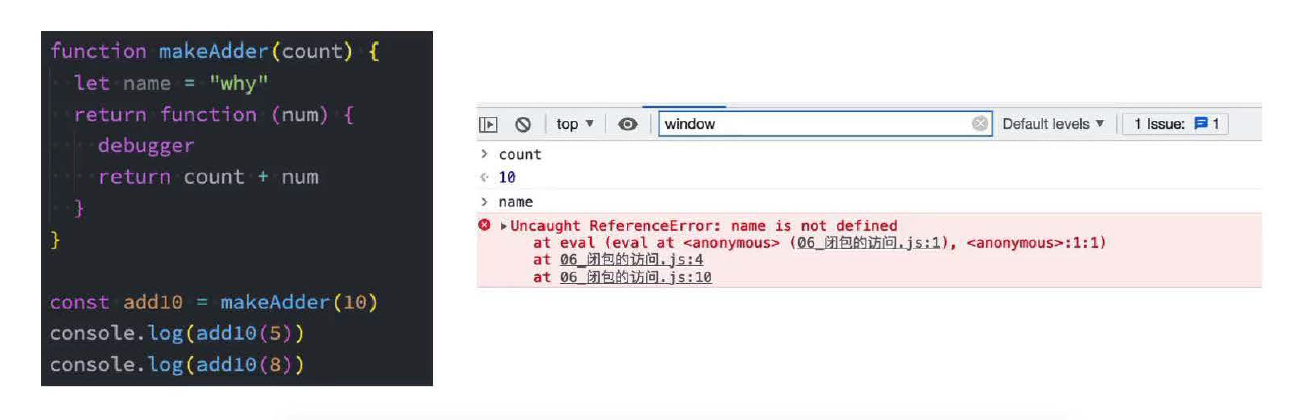 function makeAdder(count) {
let name = "why"
return function (num) {
debugger
return count + num
}
}
const add10 = makeAdder(10)
console.log(add10(5))
console.log(add10(8))
top ▼ window Default levels ▼ 1 Issue: 1
> count
< 10
> name
Uncaught ReferenceError: name is not defined
at eval (eval at <anonymous> (06_闭包的访问.js:1), <anonymous>:1:1)
at 06_闭包的访问.js:4
at 06_闭包的访问.js:10